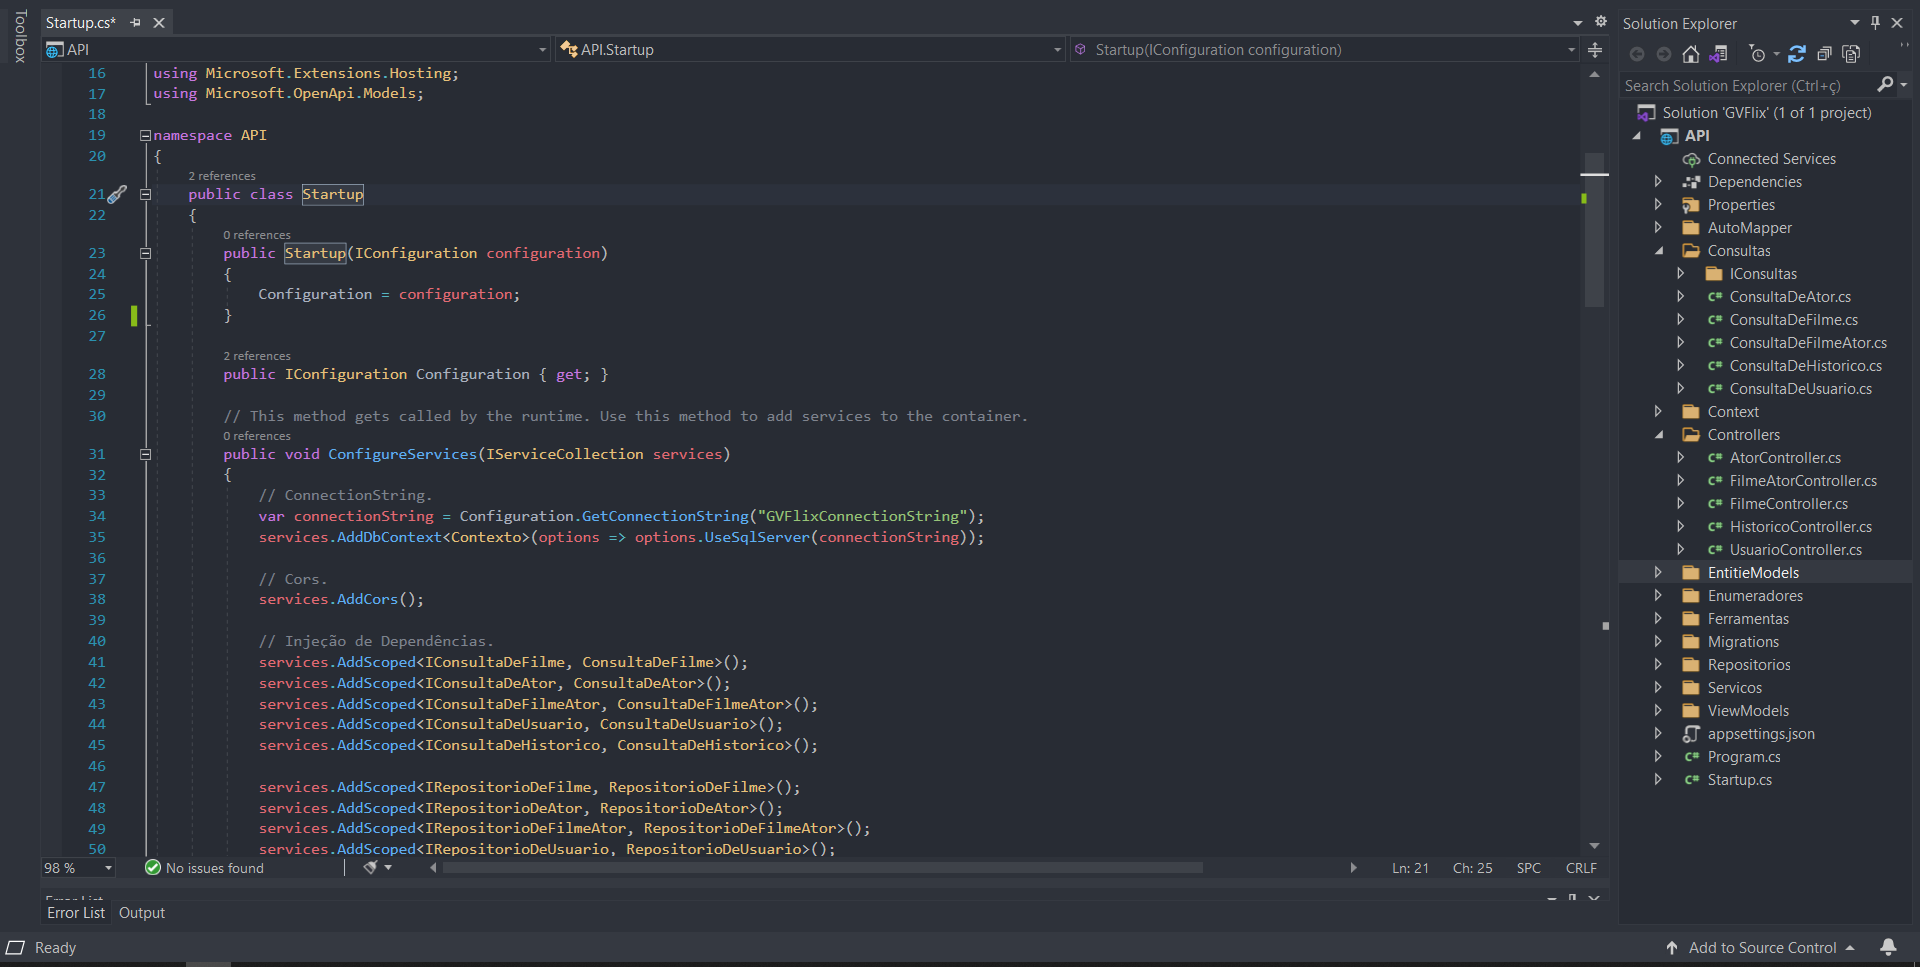 Toolbox
Startup.cs*
API
API.Startup
Startup(IConfiguration configuration)
16 using Microsoft.Extensions.Hosting;
17 using Microsoft.OpenApi.Models;
18
19 namespace API
20 {
2 references
21 public class Startup
22 {
0 references
23 public Startup(IConfiguration configuration)
24 {
25 Configuration = configuration;
26 }
27
2 references
28 public IConfiguration Configuration { get; }
29
30 // This method gets called by the runtime. Use this method to add services to the container.
0 references
31 public void ConfigureServices(IServiceCollection services)
32 {
33 // ConnectionString.
34 var connectionString = Configuration.GetConnectionString("GVFlixConnectionString");
35 services.AddDbContext<Contexto>(options => options.UseSqlServer(connectionString));
36
37 // Cors.
38 services.AddCors();
39
40 // Injeção de Dependências.
41 services.AddScoped<IConsultaDeFilme, ConsultaDeFilme>();
42 services.AddScoped<IConsultaDeAtor, ConsultaDeAtor>();
43 services.AddScoped<IConsultaDeFilmeAtor, ConsultaDeFilmeAtor>();
44 services.AddScoped<IConsultaDeUsuario, ConsultaDeUsuario>();
45 services.AddScoped<IConsultaDeHistorico, ConsultaDeHistorico>();
46
47 services.AddScoped<IRepositorioDeFilme, RepositorioDeFilme>();
48 services.AddScoped<IRepositorioDeAtor, RepositorioDeAtor>();
49 services.AddScoped<IRepositorioDeFilmeAtor, RepositorioDeFilmeAtor>();
50 services.AddScoped<IRepositorioDeUsuario, RepositorioDeUsuario>();
98 %
No issues found
Ln: 21
Ch: 25
SPC
CRLF
Error List
Error List
Output
Ready
Add to Source Control
Solution Explorer
Search Solution Explorer (Ctrl+ç)
Solution 'GVFlix' (1 of 1 project)
API
Connected Services
Dependencies
Properties
AutoMapper
Consultas
IConsultas
C# ConsultaDeAtor.cs
C# ConsultaDeFilme.cs
C# ConsultaDeFilmeAtor.cs
C# ConsultaDeHistorico.cs
C# ConsultaDeUsuario.cs
Context
Controllers
C# AtorController.cs
C# FilmeAtorController.cs
C# FilmeController.cs
C# HistoricoController.cs
C# UsuarioController.cs
EntitieModels
Enumeradores
Ferramentas
Migrations
Repositorios
Servicos
ViewModels
appsettings.json
C# Program.cs
C# Startup.cs